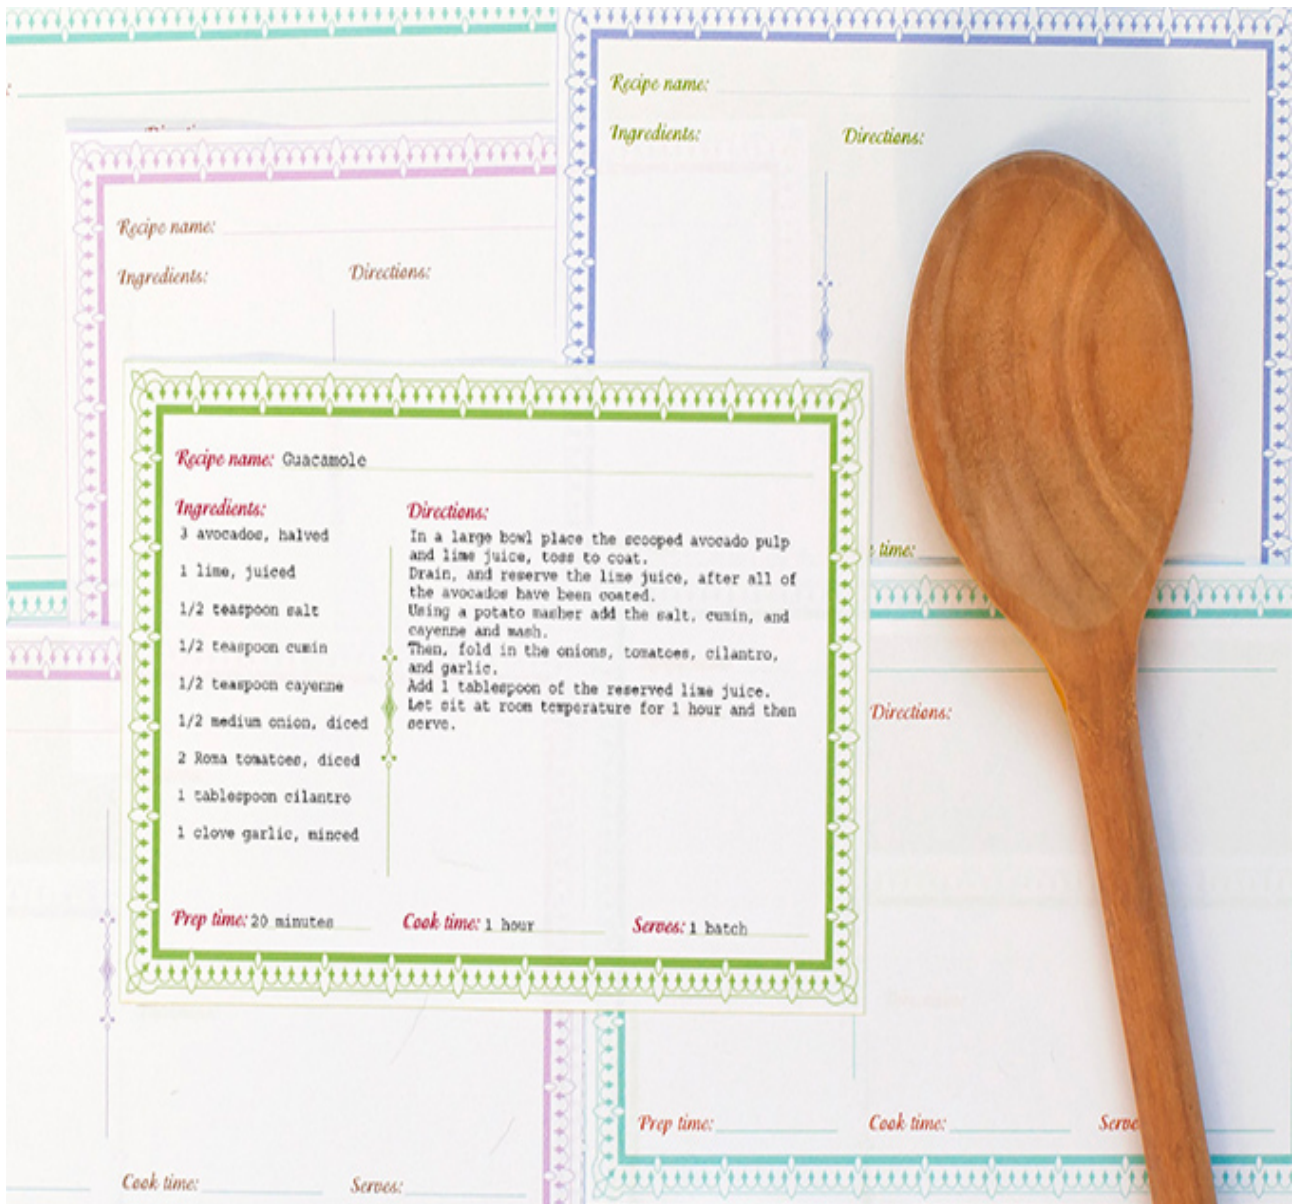 Recipe name:
Ingredients:
Directions:
Recipe name:
Ingredients:
Directions:
Recipe name: Guacamole
Ingredients:
3 avocados, halved
1 lime, juiced
1/2 teaspoon salt
1/2 teaspoon cumin
1/2 teaspoon cayenne
1/2 medium onion, diced
2 Roma tomatoes, diced
1 tablespoon cilantro
1 clove garlic, minced
Directions:
In a large bowl place the scooped avocado pulp
and lime juice, toss to coat.
Drain, and reserve the lime juice, after all of
the avocados have been coated.
Using a potato masher add the salt, cumin, and
cayenne and mash.
Then, fold in the onions, tomatoes, cilantro,
and garlic.
Add 1 tablespoon of the reserved lime juice.
Let sit at room temperature for 1 hour and then
serve.
Prep time: 20 minutes
Cook time: 1 hour
Serves: 1 batch
time:
Directions:
Prep time:
Cook time:
Serve
Cook time:
Serves: